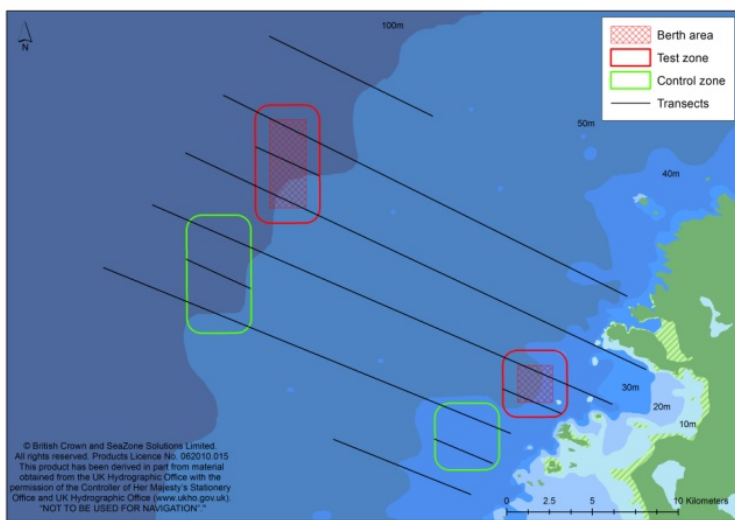 N
100m
Berth area
Test zone
Control zone
Transects
50m
40m
30m
20m
10m
© British Crown and SeaZone Solutions Limited.
All rights reserved. Products Licence No. 062010.015
This product has been derived in part from material
obtained from the UK Hydrographic Office with the
permission of the Controller of Her Majesty's Stationery
Office and UK Hydrographic Office (www.ukho.gov.uk).
"NOT TO BE USED FOR NAVIGATION"."
0 2.5 5 10 Kilometers